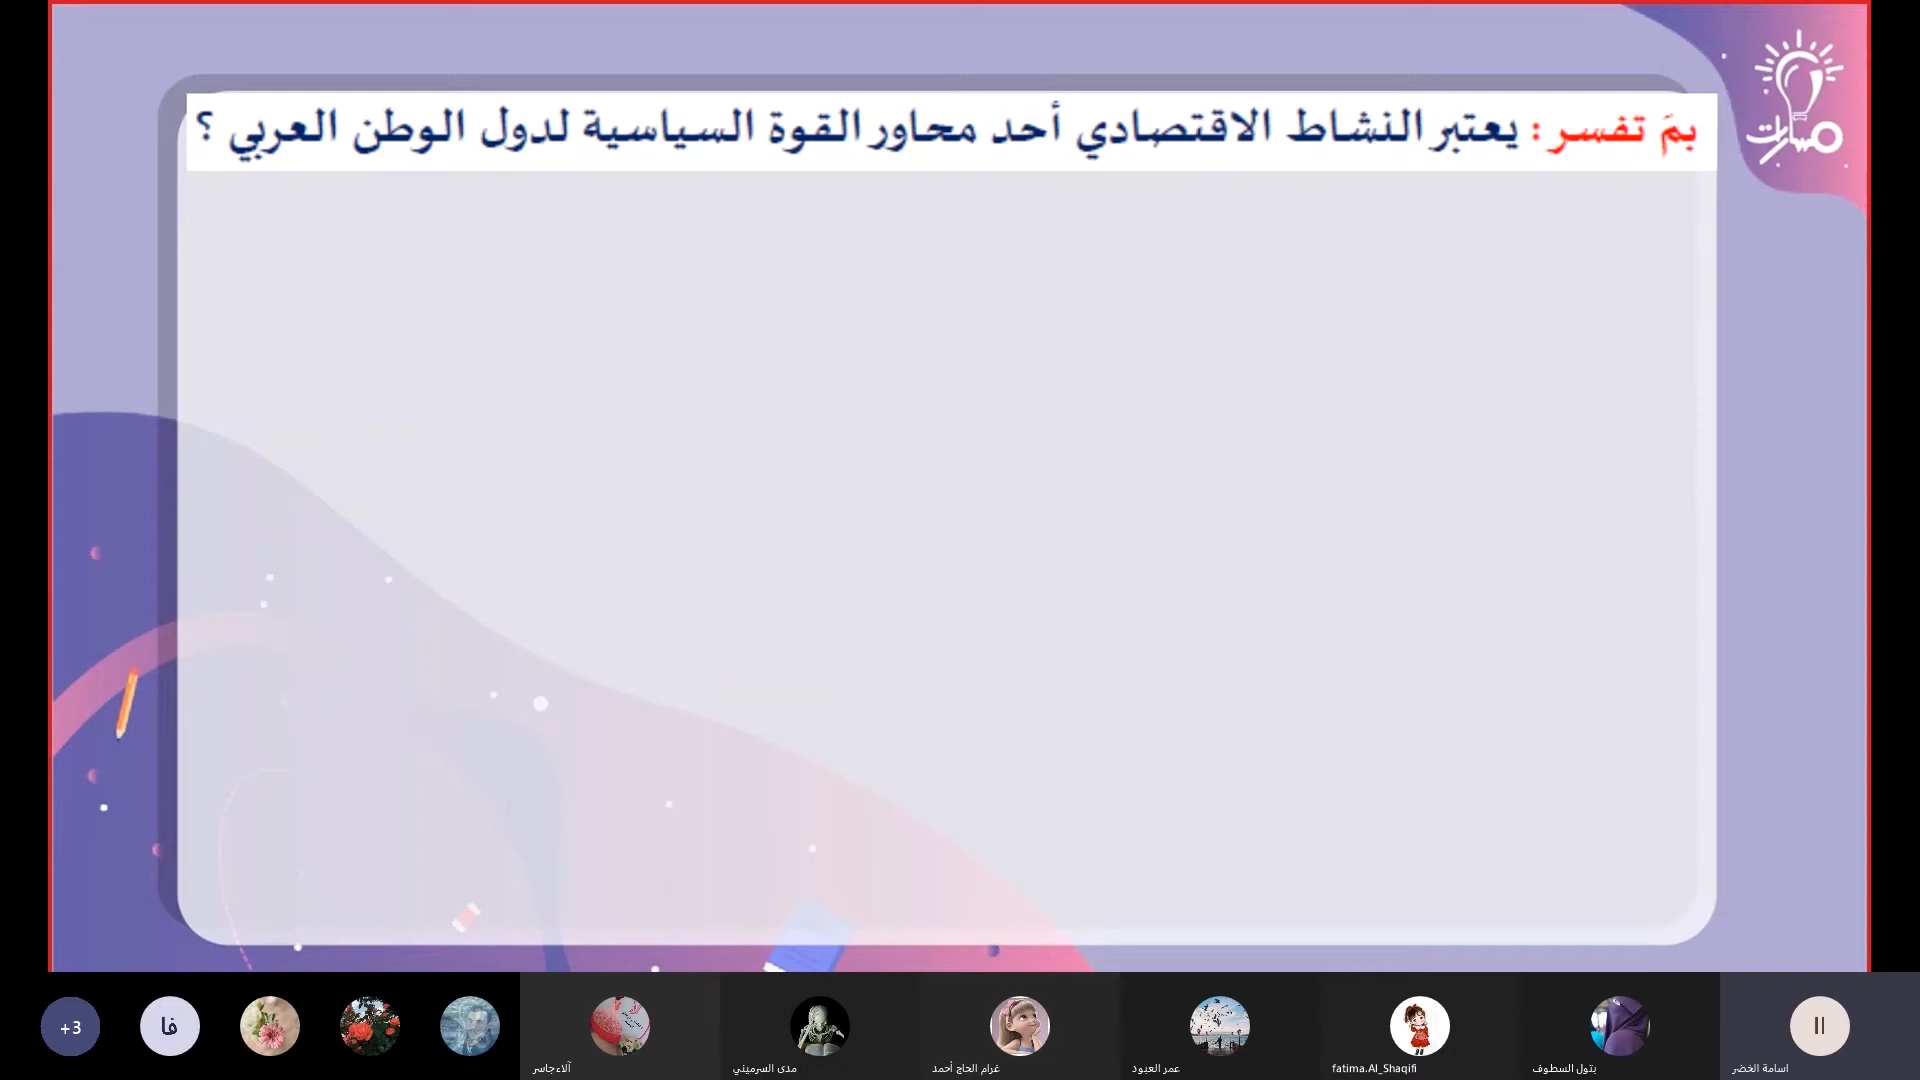 مسارات
بمَ تفسر : يعتبر النشاط الاقتصادي أحد محاور القوة السياسية لدول الوطن العربي ؟
+3
فا
آلاء جاسر
مدى السرميني
غرام الحاج أحمد
عمر العبود
fatima.Al_Shaqifi
بتول السطوف
اسامة الخضر